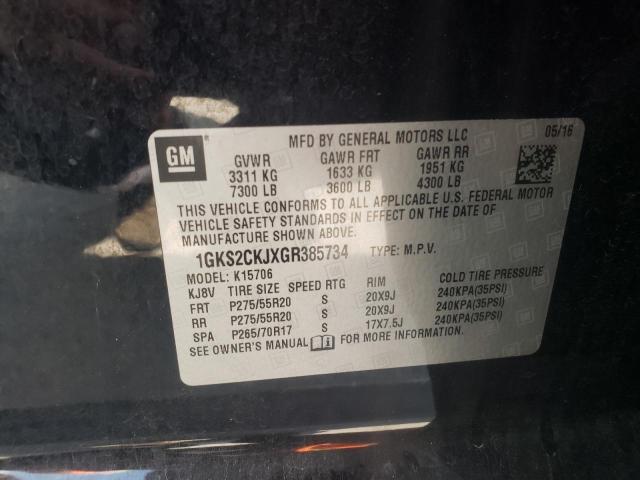 MFD BY GENERAL MOTORS LLC 05/16
GM
GVWR GAWR FRT GAWR RR
3311 KG 1633 KG 1951 KG
7300 LB 3600 LB 4300 LB
THIS VEHICLE CONFORMS TO ALL APPLICABLE U.S. FEDERAL MOTOR
VEHICLE SAFETY STANDARDS IN EFFECT ON THE DATE OF
MANUFACTURE SHOWN ABOVE.
1GKS2CKJXGR385734 TYPE: M.P.V.
MODEL: K15706
KJ8V TIRE SIZE SPEED RTG RIM COLD TIRE PRESSURE
FRT P275/55R20 S 20X9J 240KPA(35PSI)
RR P275/55R20 S 20X9J 240KPA(35PSI)
SPA P265/70R17 S 17X7.5J 240KPA(35PSI)
SEE OWNER'S MANUAL FOR MORE INFORMATION.